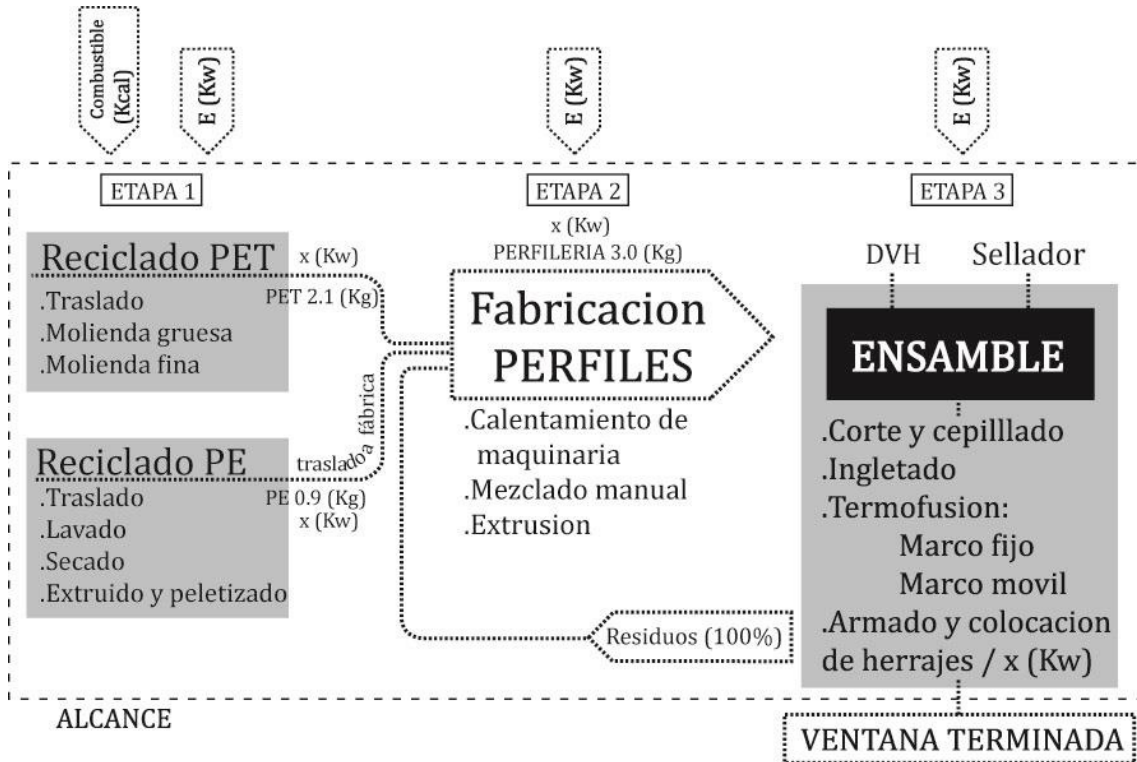 Combustible
(Kcal)
E (Kw)
E (Kw)
E (Kw)
ETAPA 1
ETAPA 2
ETAPA 3
Reciclado PET
x (Kw)
PET 2.1 (Kg)
.Traslado
.Molienda gruesa
.Molienda fina
Reciclado PE
traslado a fábrica
PE 0.9 (Kg)
x (Kw)
.Traslado
.Lavado
.Secado
.Extruido y peletizado
x (Kw)
PERFILERIA 3.0 (Kg)
Fabricacion
PERFILES
.Calentamiento de
maquinaria
.Mezclado manual
.Extrusion
Residuos (100%)
DVH
Sellador
ENSAMBLE
.Corte y cepilllado
.Ingletado
.Termofusion:
Marco fijo
Marco movil
.Armado y colocacion
de herrajes / x (Kw)
ALCANCE
VENTANA TERMINADA